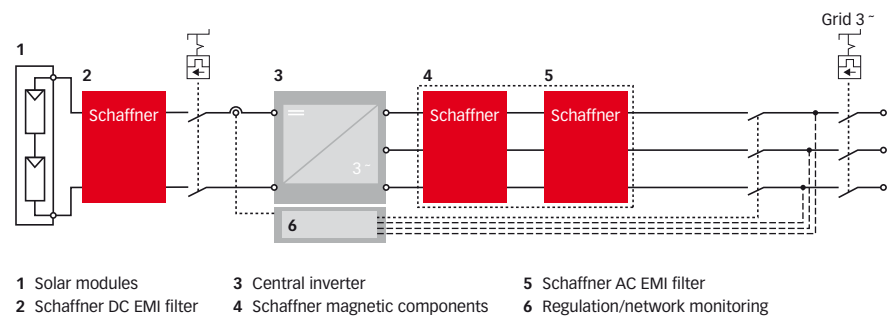 Grid 3 ~
1
2
3
4
5
Schaffner
Schaffner
Schaffner
3 ~
6
1 Solar modules
2 Schaffner DC EMI filter
3 Central inverter
4 Schaffner magnetic components
5 Schaffner AC EMI filter
6 Regulation/network monitoring